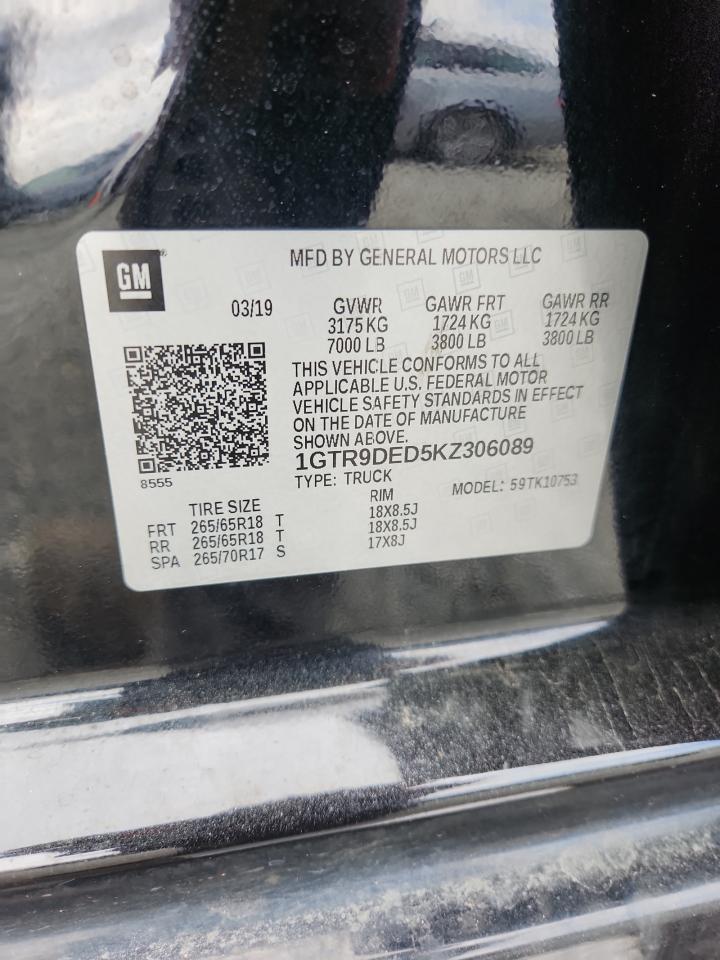 GM
MFD BY GENERAL MOTORS LLC
03/19 GVWR GAWR FRT GAWR RR
3175 KG 1724 KG 1724 KG
7000 LB 3800 LB 3800 LB
THIS VEHICLE CONFORMS TO ALL
APPLICABLE U.S. FEDERAL MOTOR
VEHICLE SAFETY STANDARDS IN EFFECT
ON THE DATE OF MANUFACTURE
SHOWN ABOVE.
1GTR9DED5KZ306089
8555
TYPE: TRUCK MODEL: 59TK10753
TIRE SIZE RIM
FRT 265/65R18 T 18X8.5J
RR 265/65R18 T 18X8.5J
SPA 265/70R17 S 17X8J